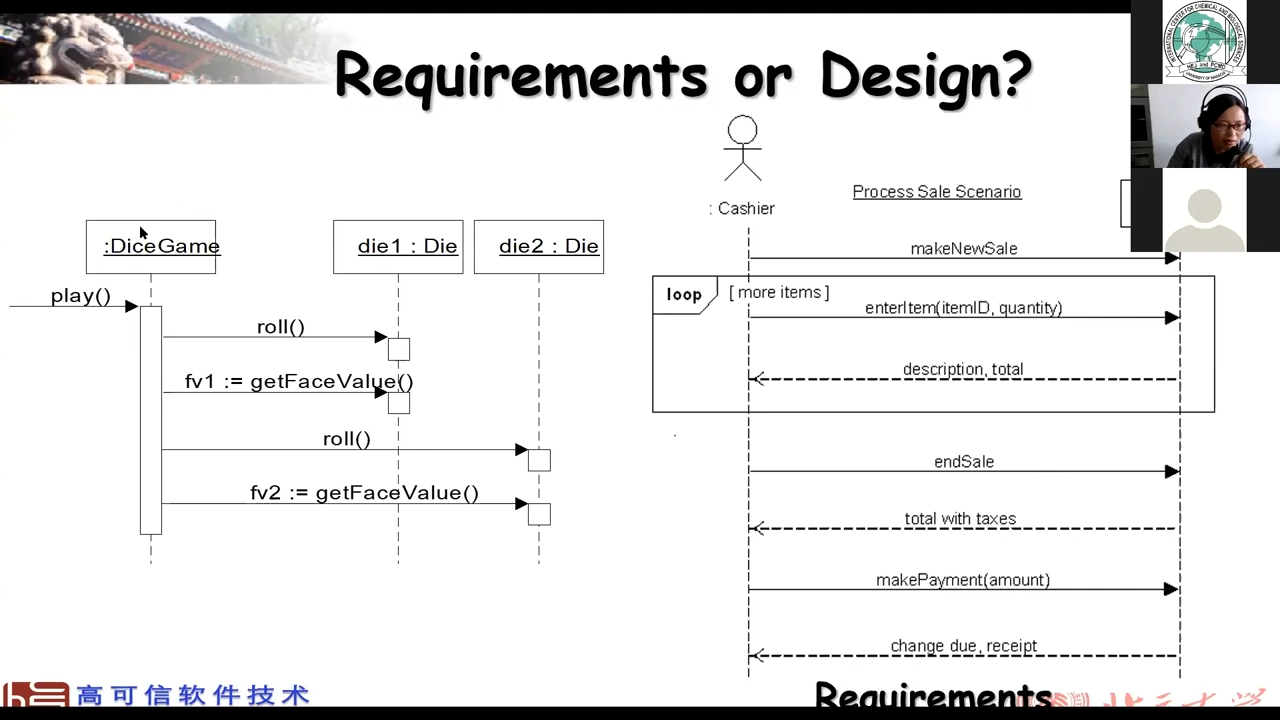 Requirements or Design?
:DiceGame
die1 : Die
die2 : Die
play()
roll()
fv1 := getFaceValue()
roll()
fv2 := getFaceValue()
: Cashier
Process Sale Scenario
makeNewSale
loop
[ more items ]
enterItem(itemID, quantity)
description, total
endSale
total with taxes
makePayment(amount)
change due, receipt
Requirements
高可信软件技术